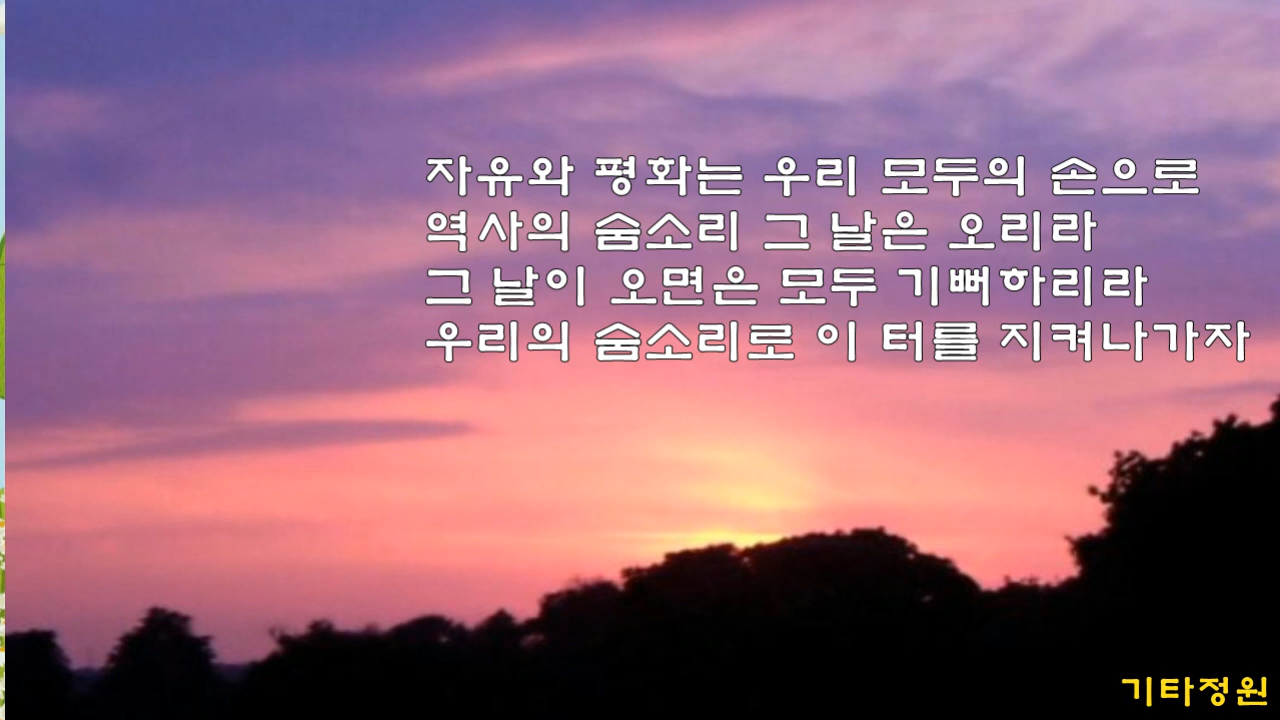 자유와 평화는 우리 모두의 손으로
역사의 숨소리 그 날은 오리라
그 날이 오면은 모두 기뻐하리라
우리의 숨소리로 이 터를 지켜나가자
기타정원